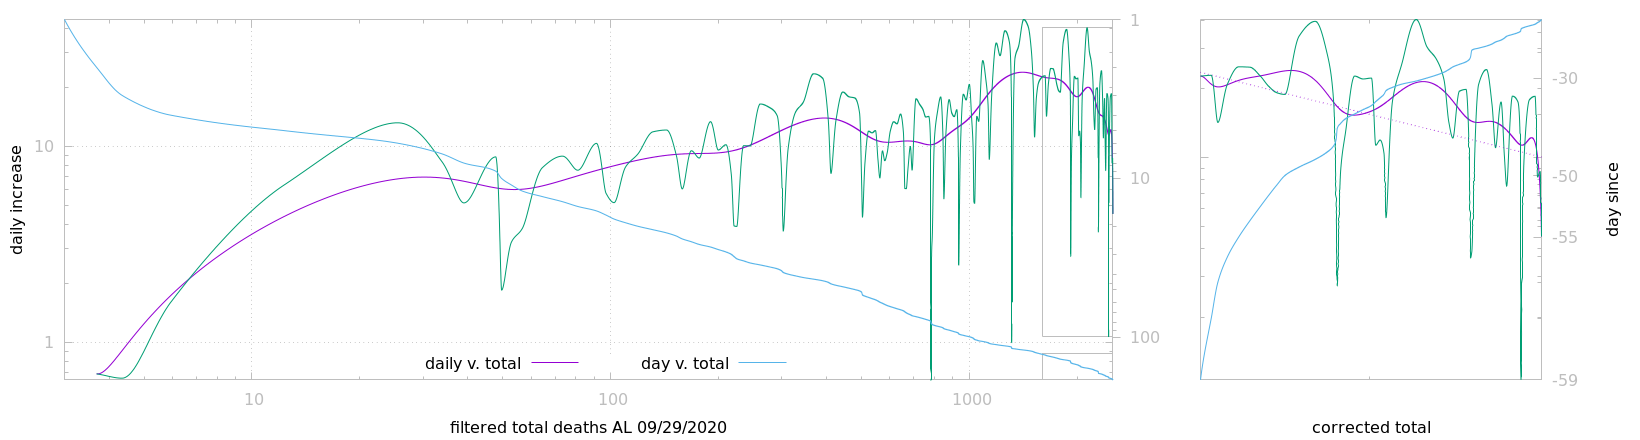 daily increase
10
1
daily v. total
day v. total
10
100
1000
filtered total deaths AL 09/29/2020
1
10
100
-30
-50
-55
-59
day since
corrected total